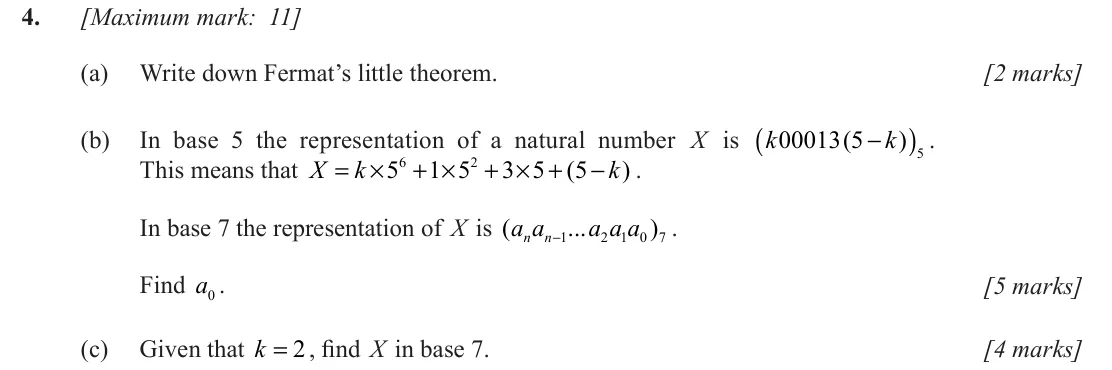 4. [Maximum mark: 11]
(a) Write down Fermat’s little theorem. [2 marks]
(b) In base 5 the representation of a natural number X is (k00013(5−k))₅.
This means that X = k×5⁶ +1×5² +3×5+(5−k).
In base 7 the representation of X is (aₙaₙ₋₁...a₂a₁a₀)₇.
Find a₀. [5 marks]
(c) Given that k = 2, find X in base 7. [4 marks]